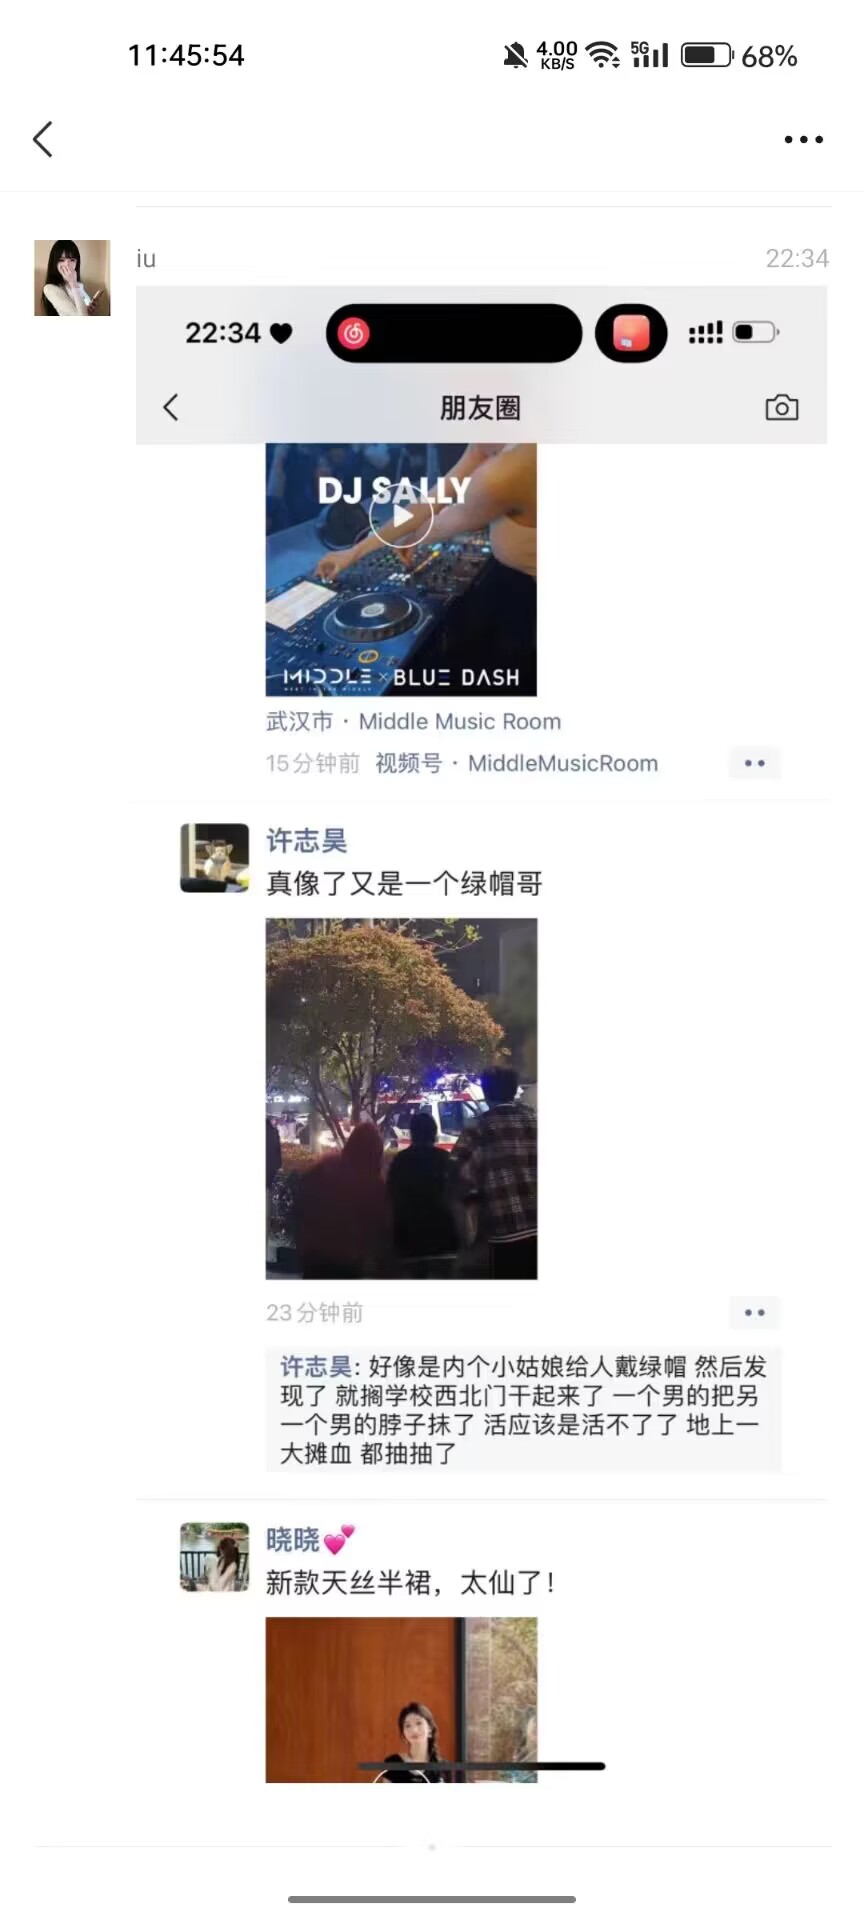 11:45:54
4.00 KB/S
5G
68%
iu
22:34
22:34
朋友圈
DJ SALLY
MIDDLE × BLUE DASH
武汉市 · Middle Music Room
15分钟前 视频号 · MiddleMusicRoom
许志昊
真像了又是一个绿帽哥
23分钟前
许志昊: 好像是内个小姑娘给人戴绿帽 然后发
现了 就搁学校西北门干起来了 一个男的把另
一个男的脖子抹了 活应该是活不了了 地上一
大摊血 都抽抽了
晓晓💕
新款天丝半裙，太仙了！